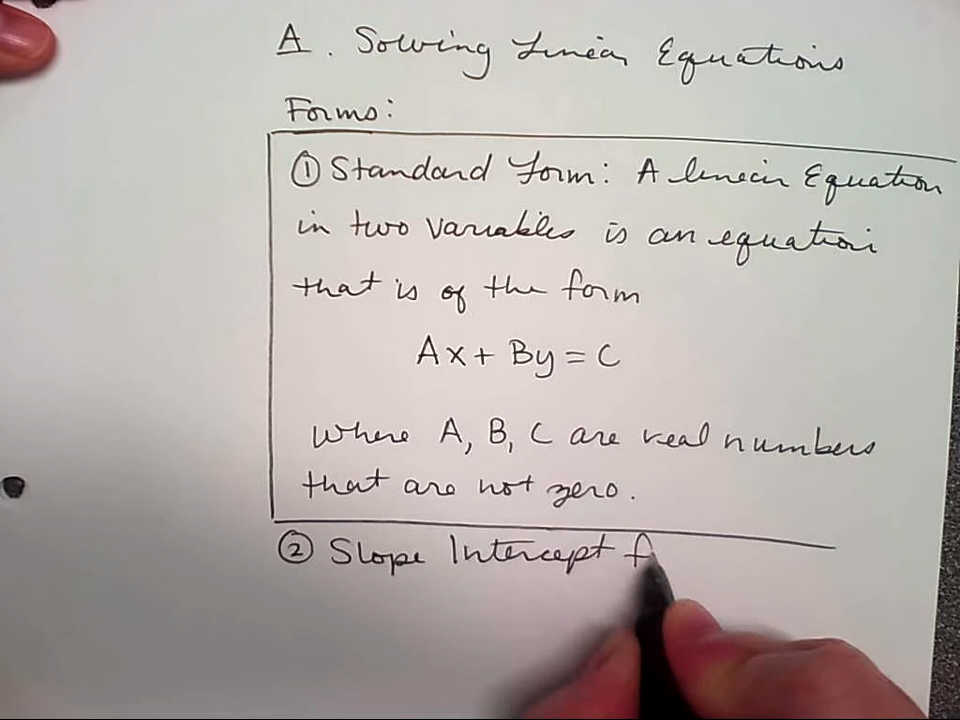 A. Solving Linear Equations
Forms:
① Standard Form: A linear Equation
in two variables is an equation
that is of the form
Ax + By = C
Where A, B, C are real numbers
that are not zero.
② Slope Intercept f